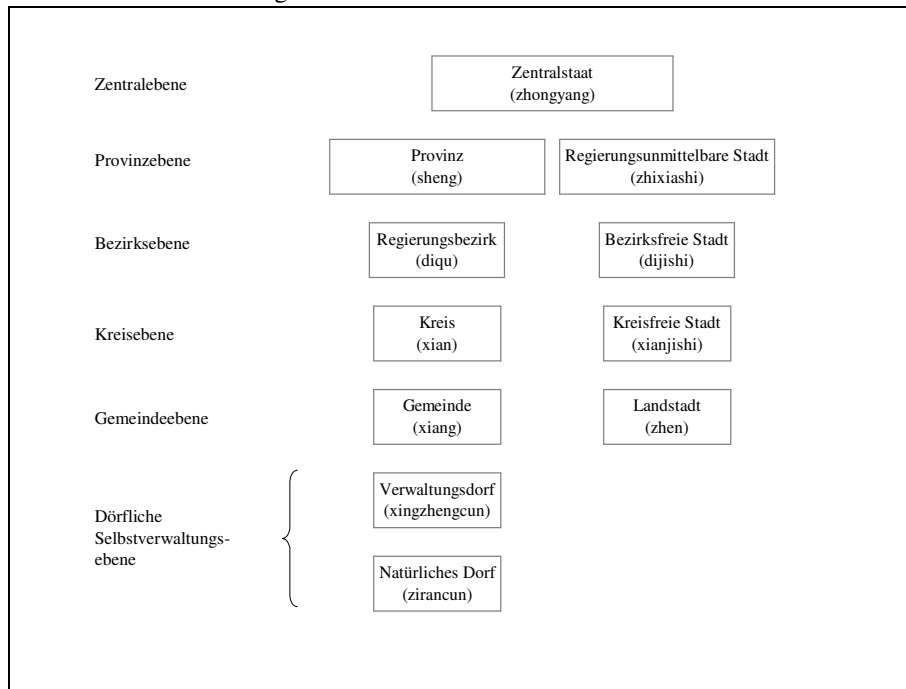 Zentralebene
Zentralstaat
(zhongyang)
Provinzebene
Provinz
(sheng)
Regierungsunmittelbare Stadt
(zhixiashi)
Bezirksebene
Regierungsbezirk
(diqu)
Bezirksfreie Stadt
(dijishi)
Kreisebene
Kreis
(xian)
Kreisfreie Stadt
(xianjishi)
Gemeindeebene
Gemeinde
(xiang)
Landstadt
(zhen)
Dörfliche
Selbstverwaltungs-
ebene
Verwaltungsdorf
(xingzhengcun)
Natürliches Dorf
(zirancun)